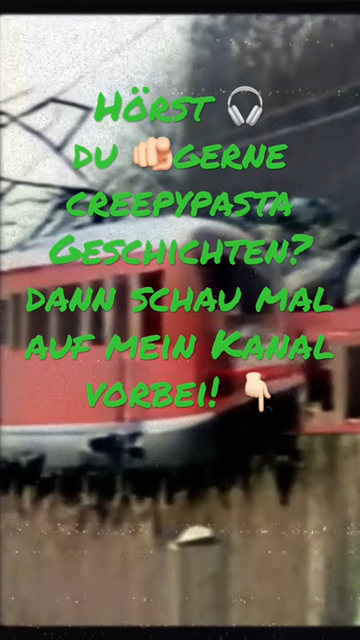 Hörst 🎧
du 🫵🏻gerne
creepypasta
Geschichten?
dann schau mal
auf mein Kanal
vorbei! 👇🏻